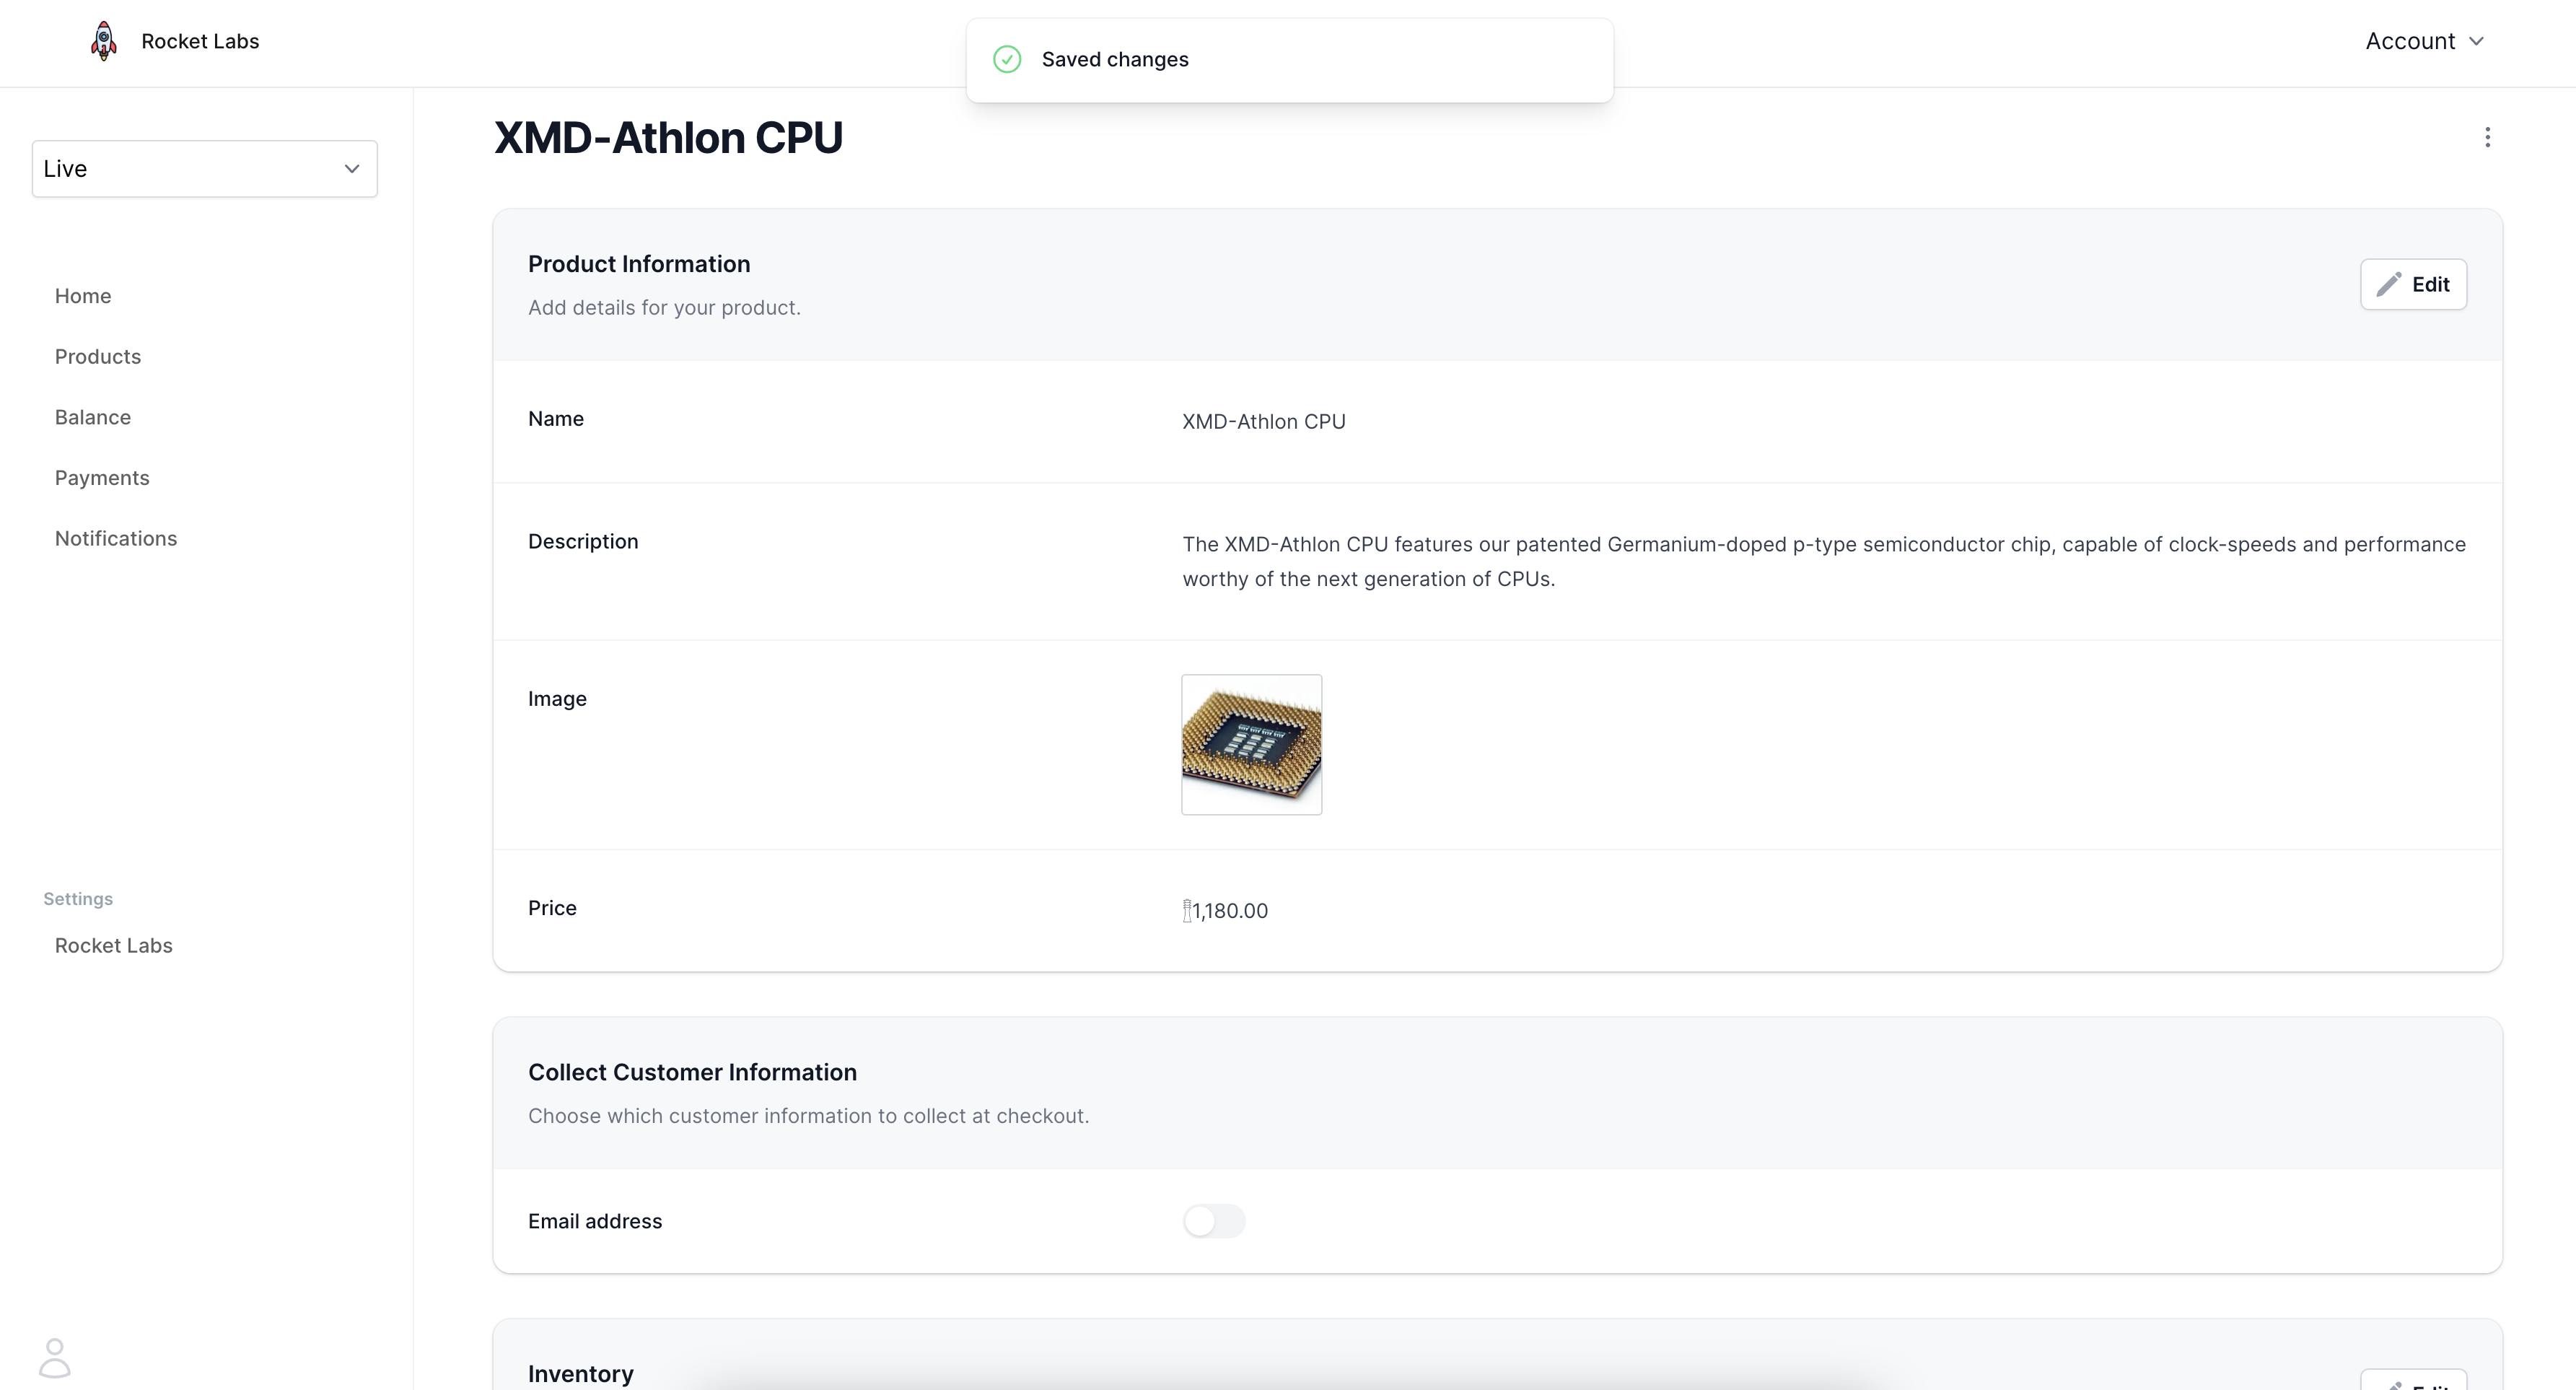 Rocket Labs
Saved changes
Account
Live
Home
Products
Balance
Payments
Notifications
Settings
Rocket Labs
XMD-Athlon CPU
Product Information
Add details for your product.
Edit
Name
XMD-Athlon CPU
Description
The XMD-Athlon CPU features our patented Germanium-doped p-type semiconductor chip, capable of clock-speeds and performance
worthy of the next generation of CPUs.
Image
Price
1,180.00
Collect Customer Information
Choose which customer information to collect at checkout.
Email address
Inventory